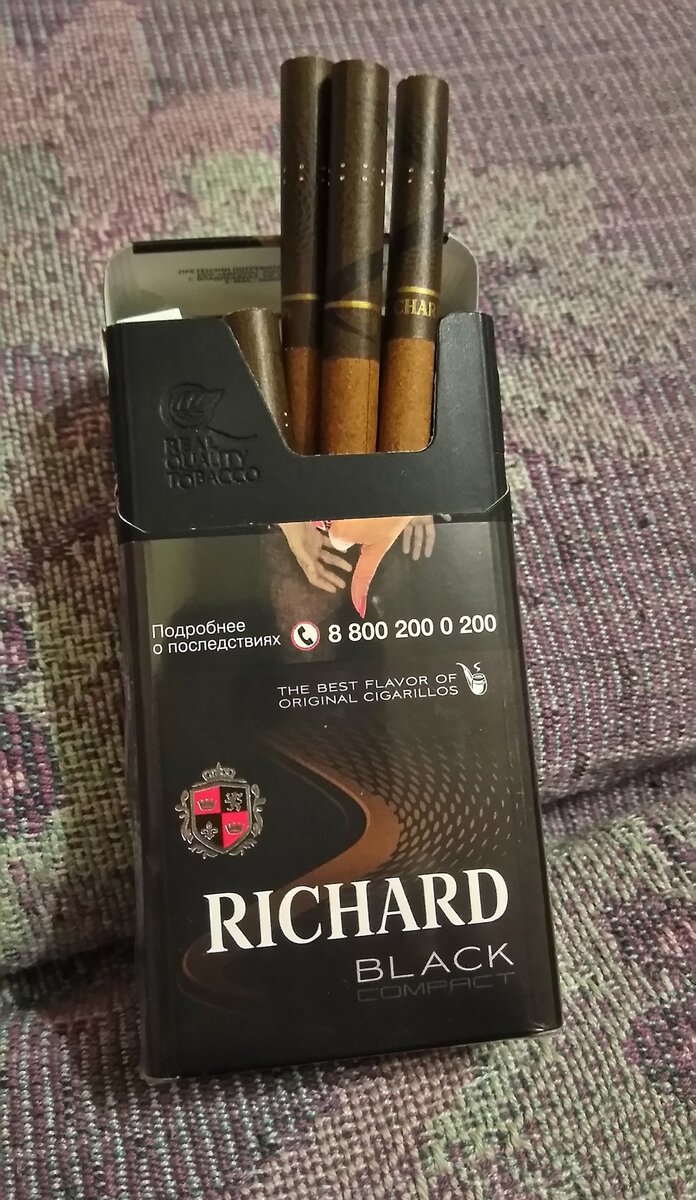 CHAR
REAL
QUALITY
TOBACCO
Подробнее
о последствиях
8 800 200 0 200
THE BEST FLAVOR OF
ORIGINAL CIGARILLOS
RICHARD
BLACK
COMPACT